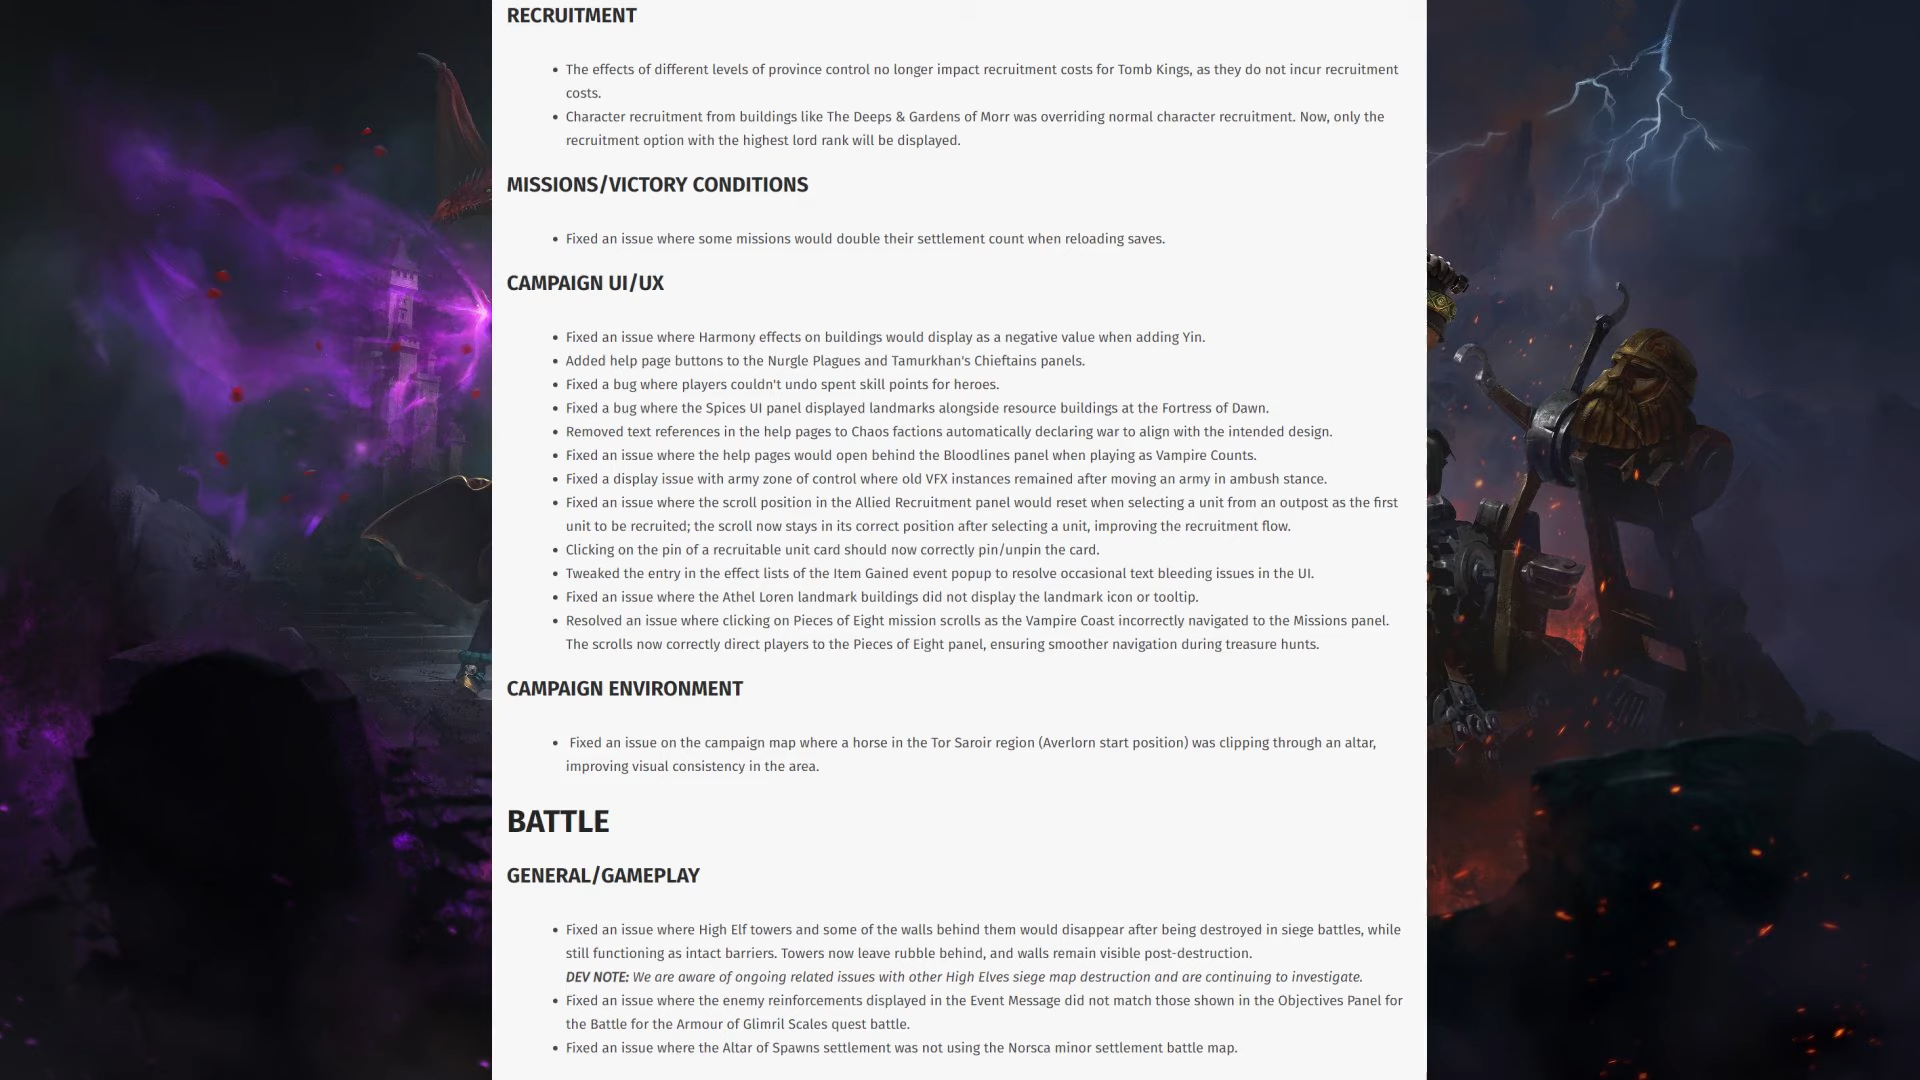 RECRUITMENT
• The effects of different levels of province control no longer impact recruitment costs for Tomb Kings, as they do not incur recruitment
costs.
• Character recruitment from buildings like The Deeps & Gardens of Morr was overriding normal character recruitment. Now, only the
recruitment option with the highest lord rank will be displayed.
MISSIONS/VICTORY CONDITIONS
• Fixed an issue where some missions would double their settlement count when reloading saves.
CAMPAIGN UI/UX
• Fixed an issue where Harmony effects on buildings would display as a negative value when adding Yin.
• Added help page buttons to the Nurgle Plagues and Tamurkhan's Chieftains panels.
• Fixed a bug where players couldn't undo spent skill points for heroes.
• Fixed a bug where the Spices UI panel displayed landmarks alongside resource buildings at the Fortress of Dawn.
• Removed text references in the help pages to Chaos factions automatically declaring war to align with the intended design.
• Fixed an issue where the help pages would open behind the Bloodlines panel when playing as Vampire Counts.
• Fixed a display issue with army zone of control where old VFX instances remained after moving an army in ambush stance.
• Fixed an issue where the scroll position in the Allied Recruitment panel would reset when selecting a unit from an outpost as the first
unit to be recruited; the scroll now stays in its correct position after selecting a unit, improving the recruitment flow.
• Clicking on the pin of a recruitable unit card should now correctly pin/unpin the card.
• Tweaked the entry in the effect lists of the Item Gained event popup to resolve occasional text bleeding issues in the UI.
• Fixed an issue where the Athel Loren landmark buildings did not display the landmark icon or tooltip.
• Resolved an issue where clicking on Pieces of Eight mission scrolls as the Vampire Coast incorrectly navigated to the Missions panel.
The scrolls now correctly direct players to the Pieces of Eight panel, ensuring smoother navigation during treasure hunts.
CAMPAIGN ENVIRONMENT
• Fixed an issue on the campaign map where a horse in the Tor Saroir region (Averlorn start position) was clipping through an altar,
improving visual consistency in the area.
BATTLE
GENERAL/GAMEPLAY
• Fixed an issue where High Elf towers and some of the walls behind them would disappear after being destroyed in siege battles, while
still functioning as intact barriers. Towers now leave rubble behind, and walls remain visible post-destruction.
DEV NOTE: We are aware of ongoing related issues with other High Elves siege map destruction and are continuing to investigate.
• Fixed an issue where the enemy reinforcements displayed in the Event Message did not match those shown in the Objectives Panel for
the Battle for the Armour of Glimril Scales quest battle.
• Fixed an issue where the Altar of Spawns settlement was not using the Norsca minor settlement battle map.